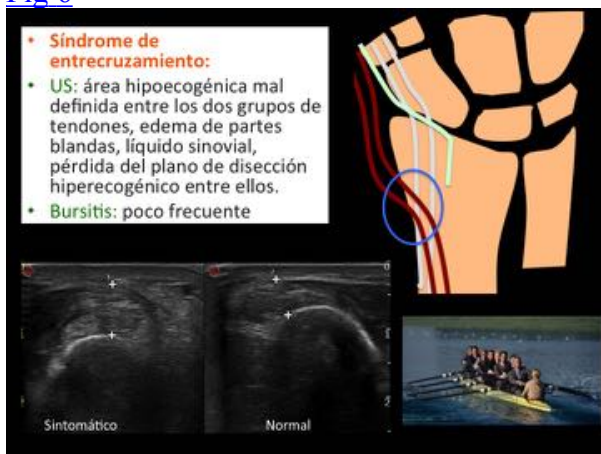 Fig 6
• Síndrome de
entrecruzamiento:
• US: área hipoecogénica mal
definida entre los dos grupos de
tendones, edema de partes
blandas, líquido sinovial,
pérdida del plano de disección
hiperecogénico entre ellos.
• Bursitis: poco frecuente
Sintomático
Normal